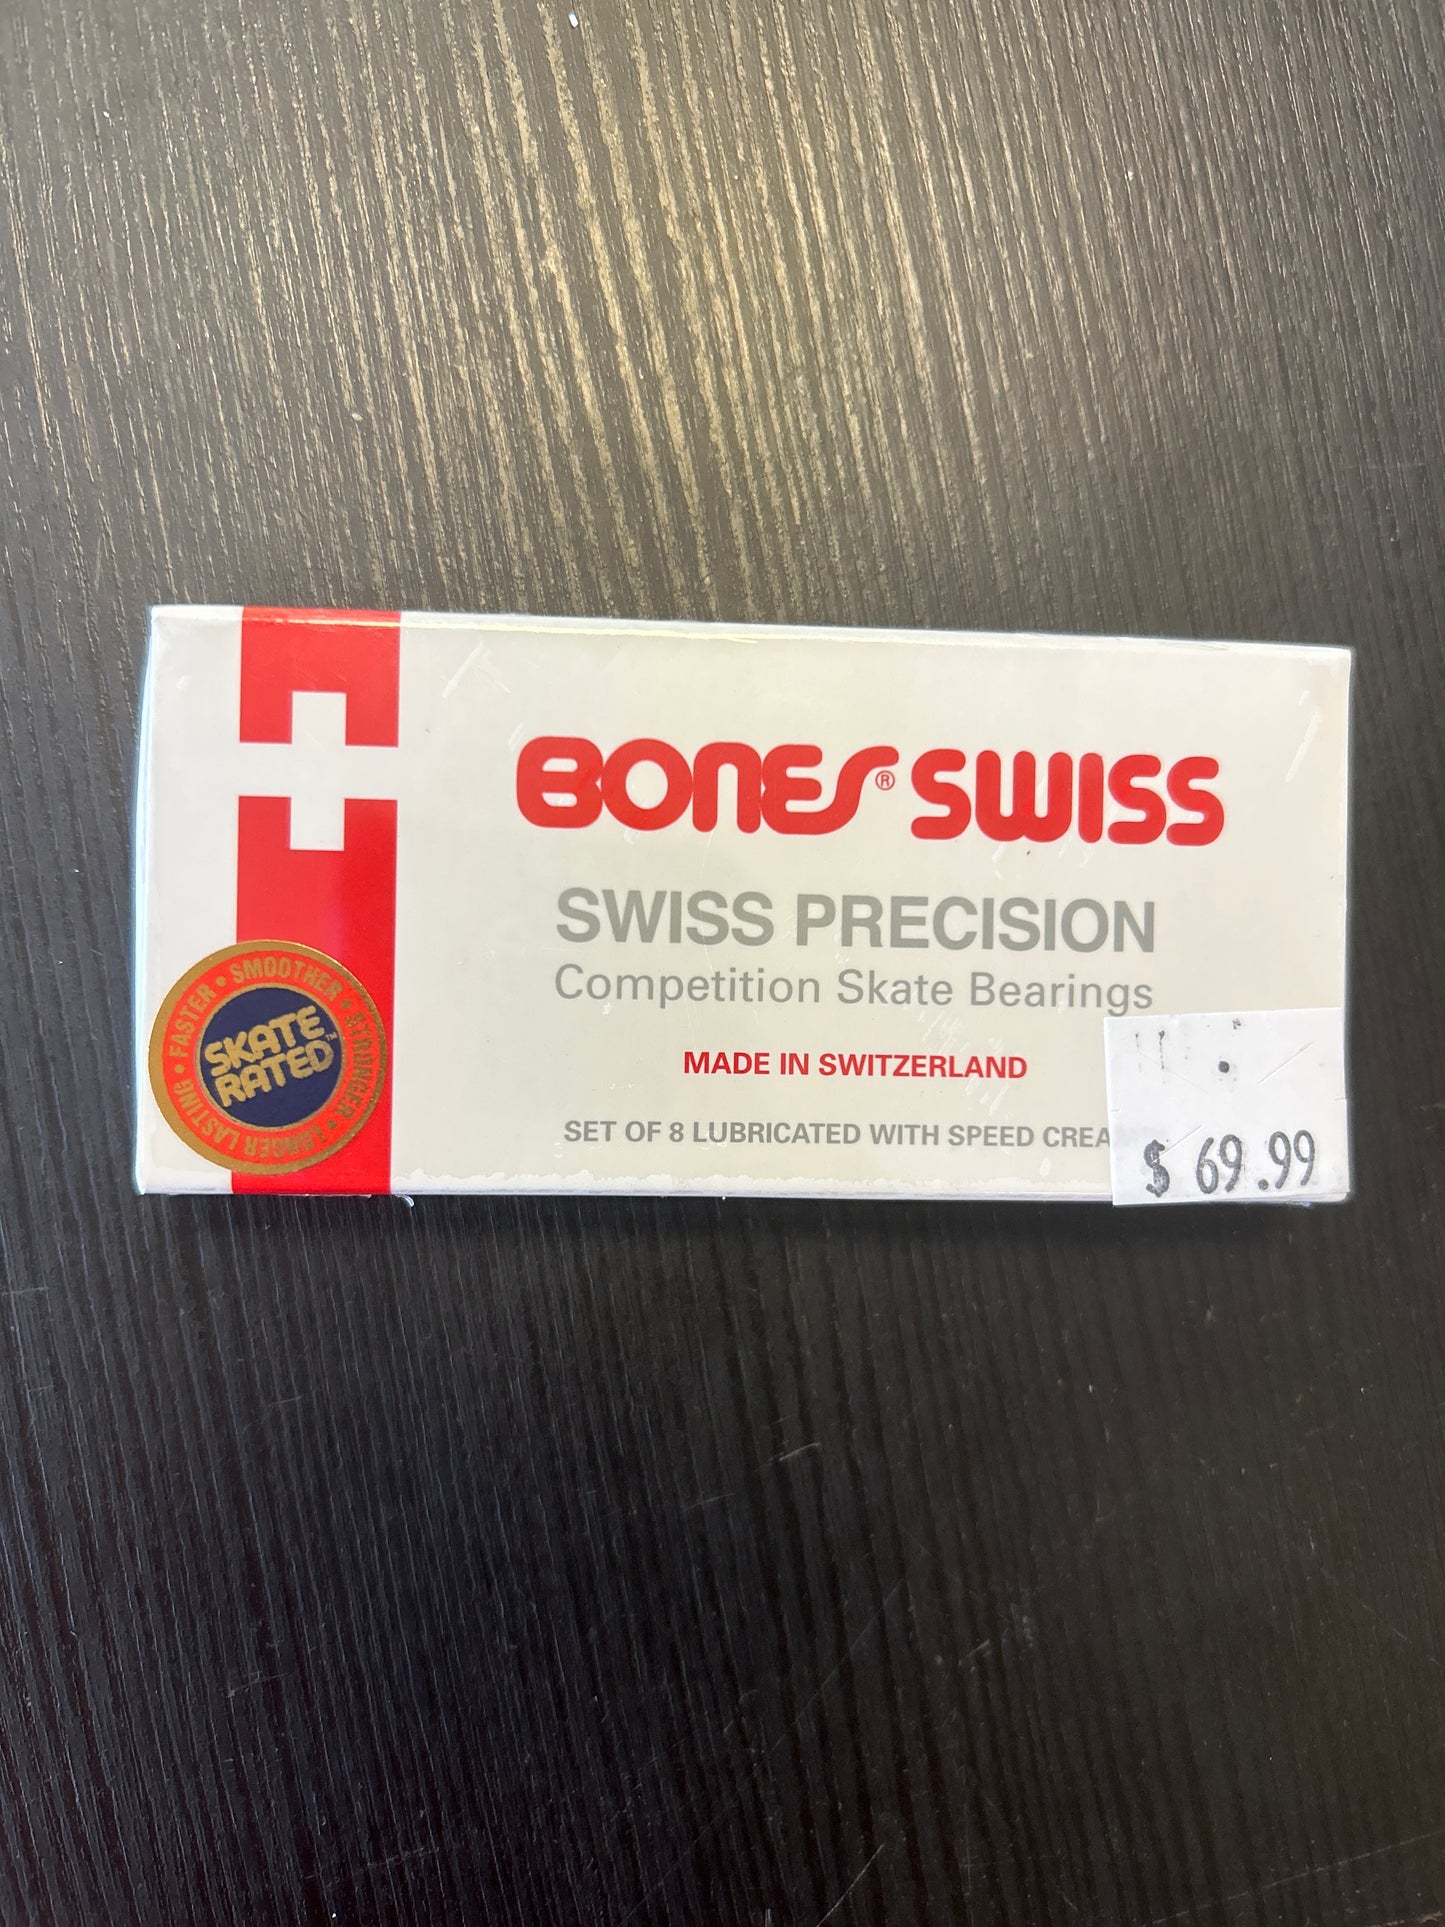 BONES® SWISS
SWISS PRECISION
Competition Skate Bearings
MADE IN SWITZERLAND
SET OF 8 LUBRICATED WITH SPEED CREA
$ 69.99
FASTER • SMOOTHER • STRONGER • LONGER LASTING •
SKATE
RATED™